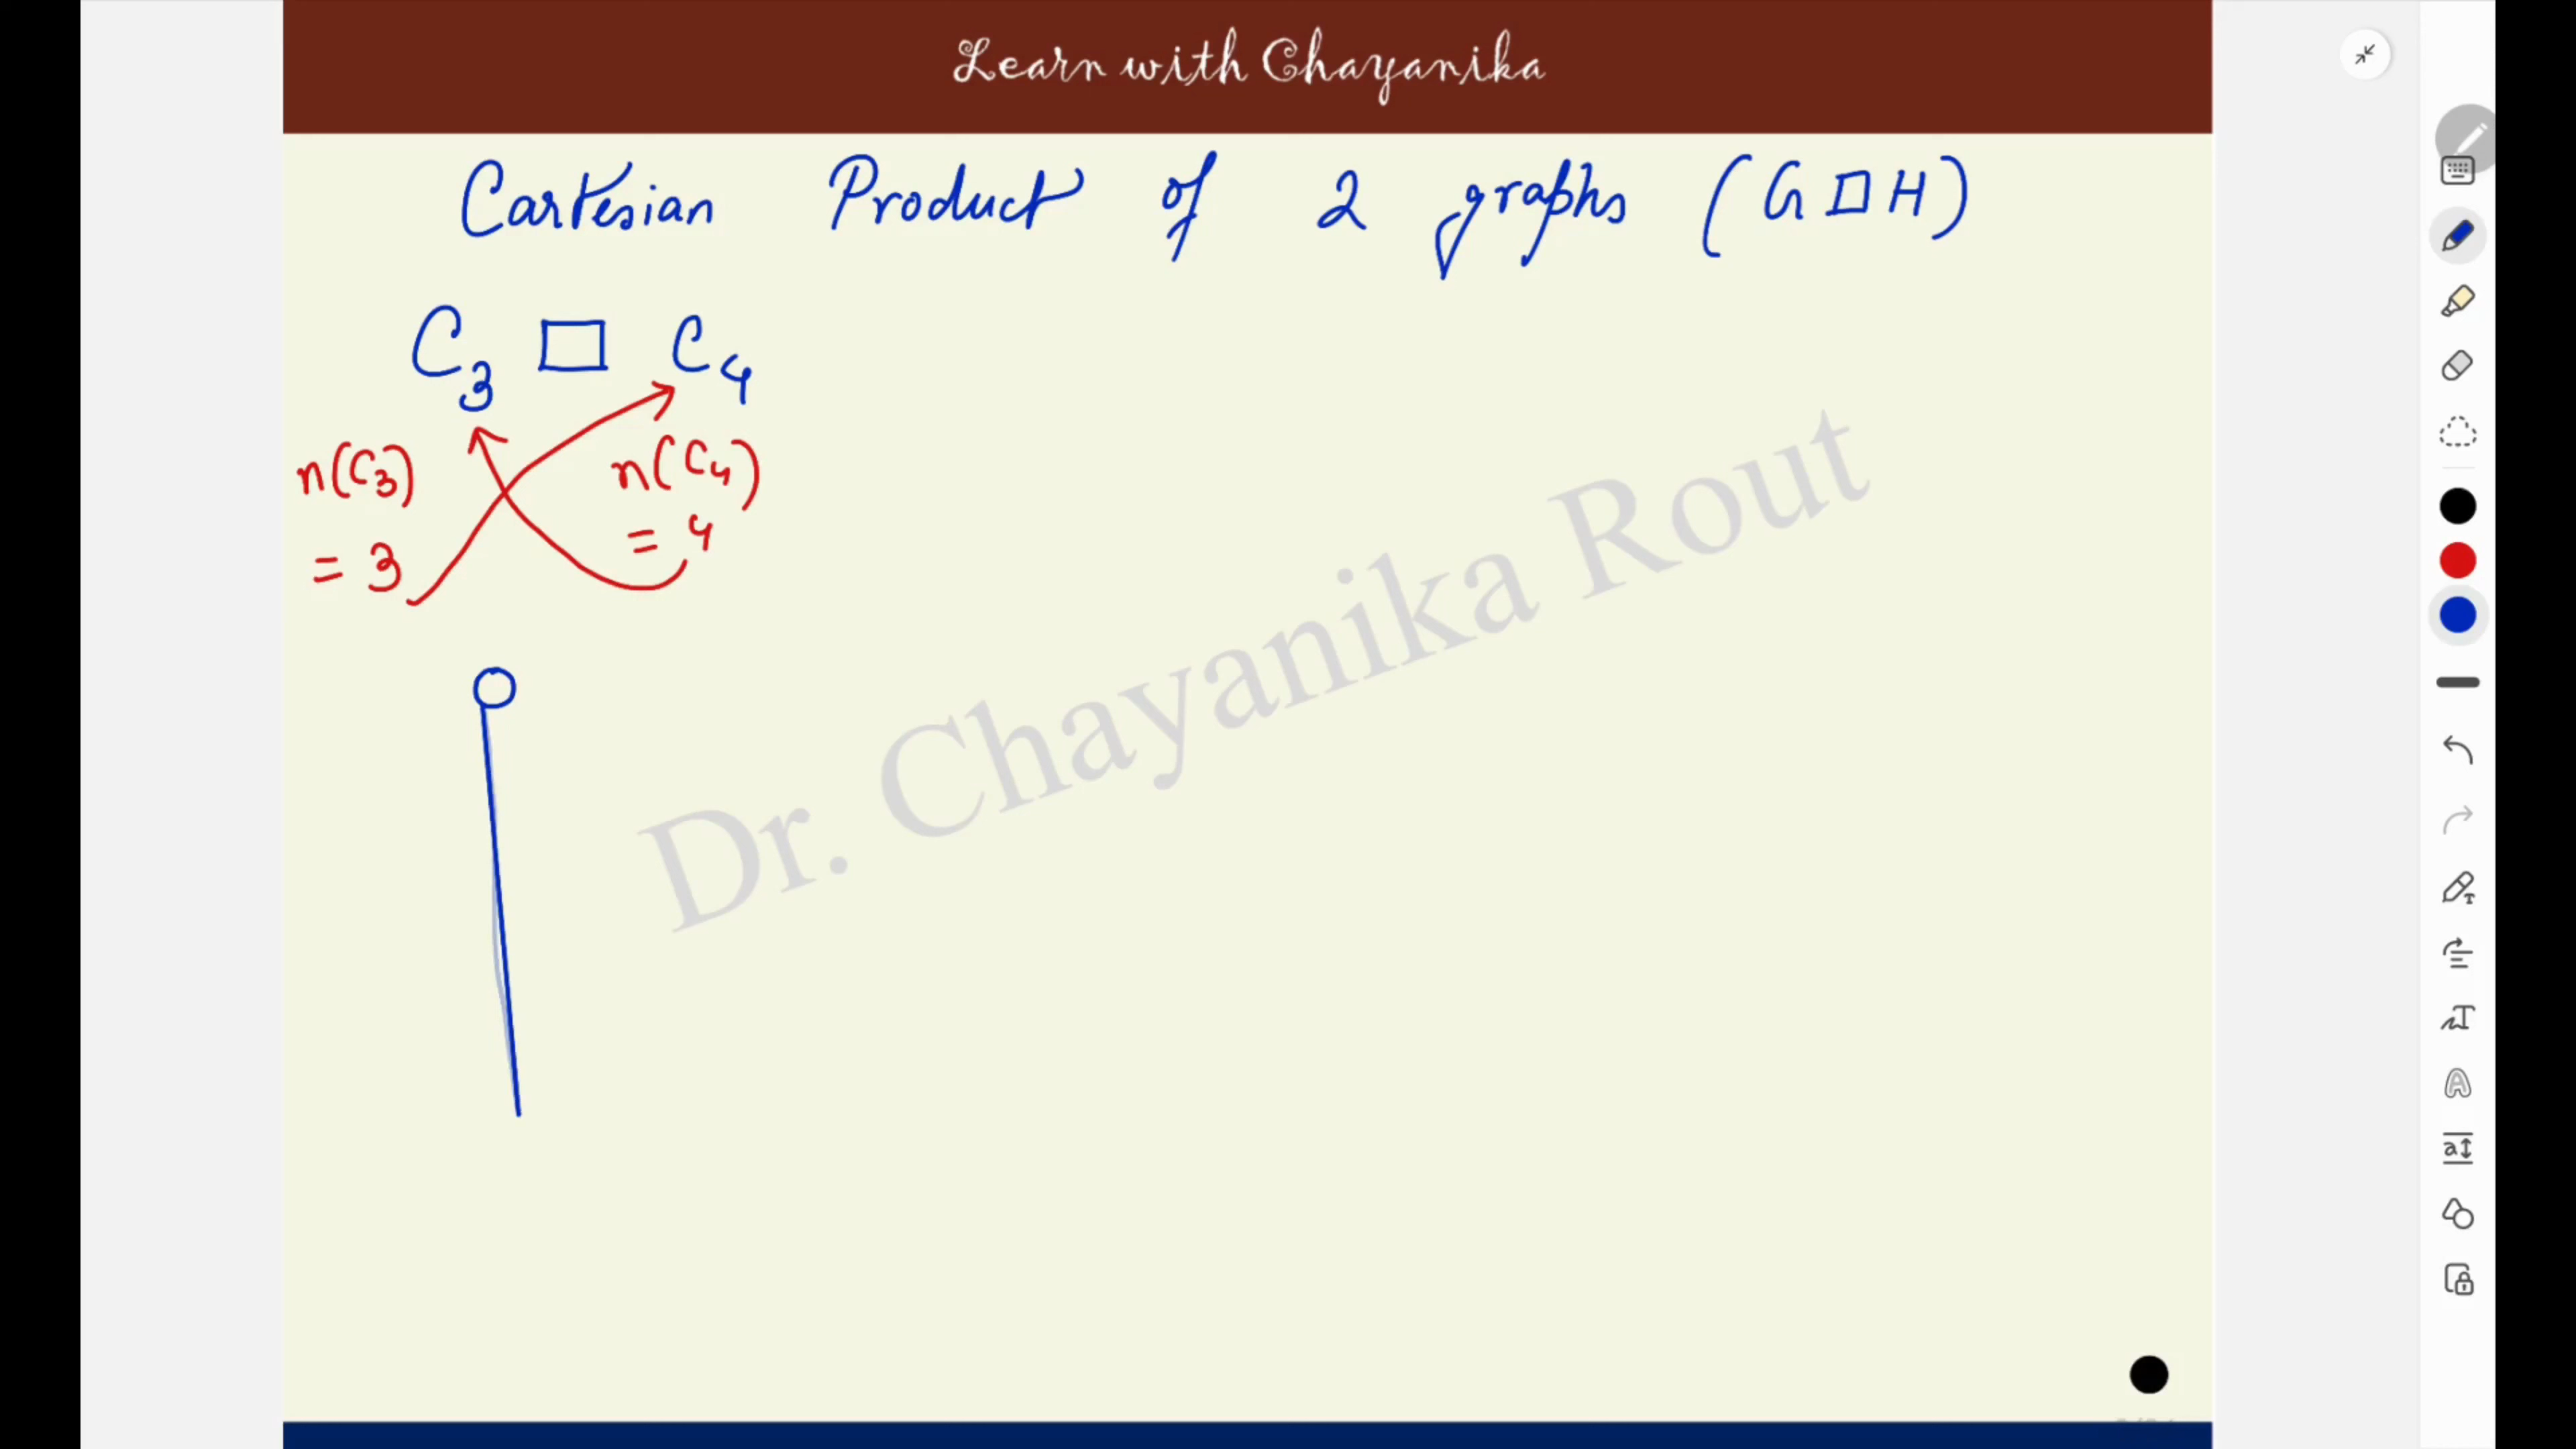 Learn with Chayanika
Cartesian Product of 2 graphs (G □ H)
C₃ □ C₄
n(C₃) n(C₄)
= 3 = 4
Dr. Chayanika Rout